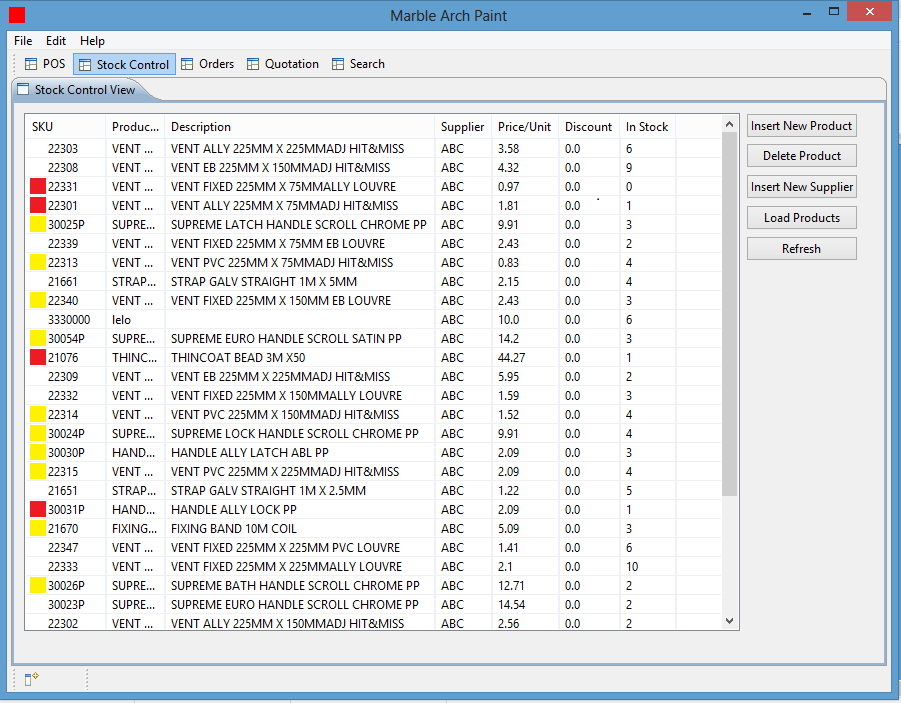 Marble Arch Paint
File Edit Help
POS Stock Control Orders Quotation Search
Stock Control View
SKU Produc... Description Supplier Price/Unit Discount In Stock
22303 VENT ... VENT ALLY 225MM X 225MMADJ HIT&MISS ABC 3.58 0.0 6
22308 VENT ... VENT EB 225MM X 150MMADJ HIT&MISS ABC 4.32 0.0 9
22331 VENT ... VENT FIXED 225MM X 75MMALLY LOUVRE ABC 0.97 0.0 0
22301 VENT ... VENT ALLY 225MM X 75MMADJ HIT&MISS ABC 1.81 0.0 1
30025P SUPRE... SUPREME LATCH HANDLE SCROLL CHROME PP ABC 9.91 0.0 3
22339 VENT ... VENT FIXED 225MM X 75MM EB LOUVRE ABC 2.43 0.0 2
22313 VENT ... VENT PVC 225MM X 75MMADJ HIT&MISS ABC 0.83 0.0 4
21661 STRAP... STRAP GALV STRAIGHT 1M X 5MM ABC 2.15 0.0 4
22340 VENT ... VENT FIXED 225MM X 150MM EB LOUVRE ABC 2.43 0.0 3
3330000 lelo ABC 10.0 0.0 6
30054P SUPRE... SUPREME EURO HANDLE SCROLL SATIN PP ABC 14.2 0.0 3
21076 THINC... THINCOAT BEAD 3M X50 ABC 44.27 0.0 1
22309 VENT ... VENT EB 225MM X 225MMADJ HIT&MISS ABC 5.95 0.0 2
22332 VENT ... VENT FIXED 225MM X 150MMALLY LOUVRE ABC 1.59 0.0 3
22314 VENT ... VENT PVC 225MM X 150MMADJ HIT&MISS ABC 1.52 0.0 4
30024P SUPRE... SUPREME LOCK HANDLE SCROLL CHROME PP ABC 9.91 0.0 4
30030P HAND... HANDLE ALLY LATCH ABL PP ABC 2.09 0.0 3
22315 VENT ... VENT PVC 225MM X 225MMADJ HIT&MISS ABC 2.09 0.0 4
21651 STRAP... STRAP GALV STRAIGHT 1M X 2.5MM ABC 1.22 0.0 5
30031P HAND... HANDLE ALLY LOCK PP ABC 2.09 0.0 1
21670 FIXING... FIXING BAND 10M COIL ABC 5.09 0.0 3
22347 VENT ... VENT FIXED 225MM X 225MM PVC LOUVRE ABC 1.41 0.0 6
22333 VENT ... VENT FIXED 225MM X 225MMALLY LOUVRE ABC 2.1 0.0 10
30026P SUPRE... SUPREME BATH HANDLE SCROLL CHROME PP ABC 12.71 0.0 2
30023P SUPRE... SUPREME EURO HANDLE SCROLL CHROME PP ABC 14.54 0.0 2
22302 VENT ... VENT ALLY 225MM X 150MMADJ HIT&MISS ABC 2.56 0.0 2
Insert New Product
Delete Product
Insert New Supplier
Load Products
Refresh